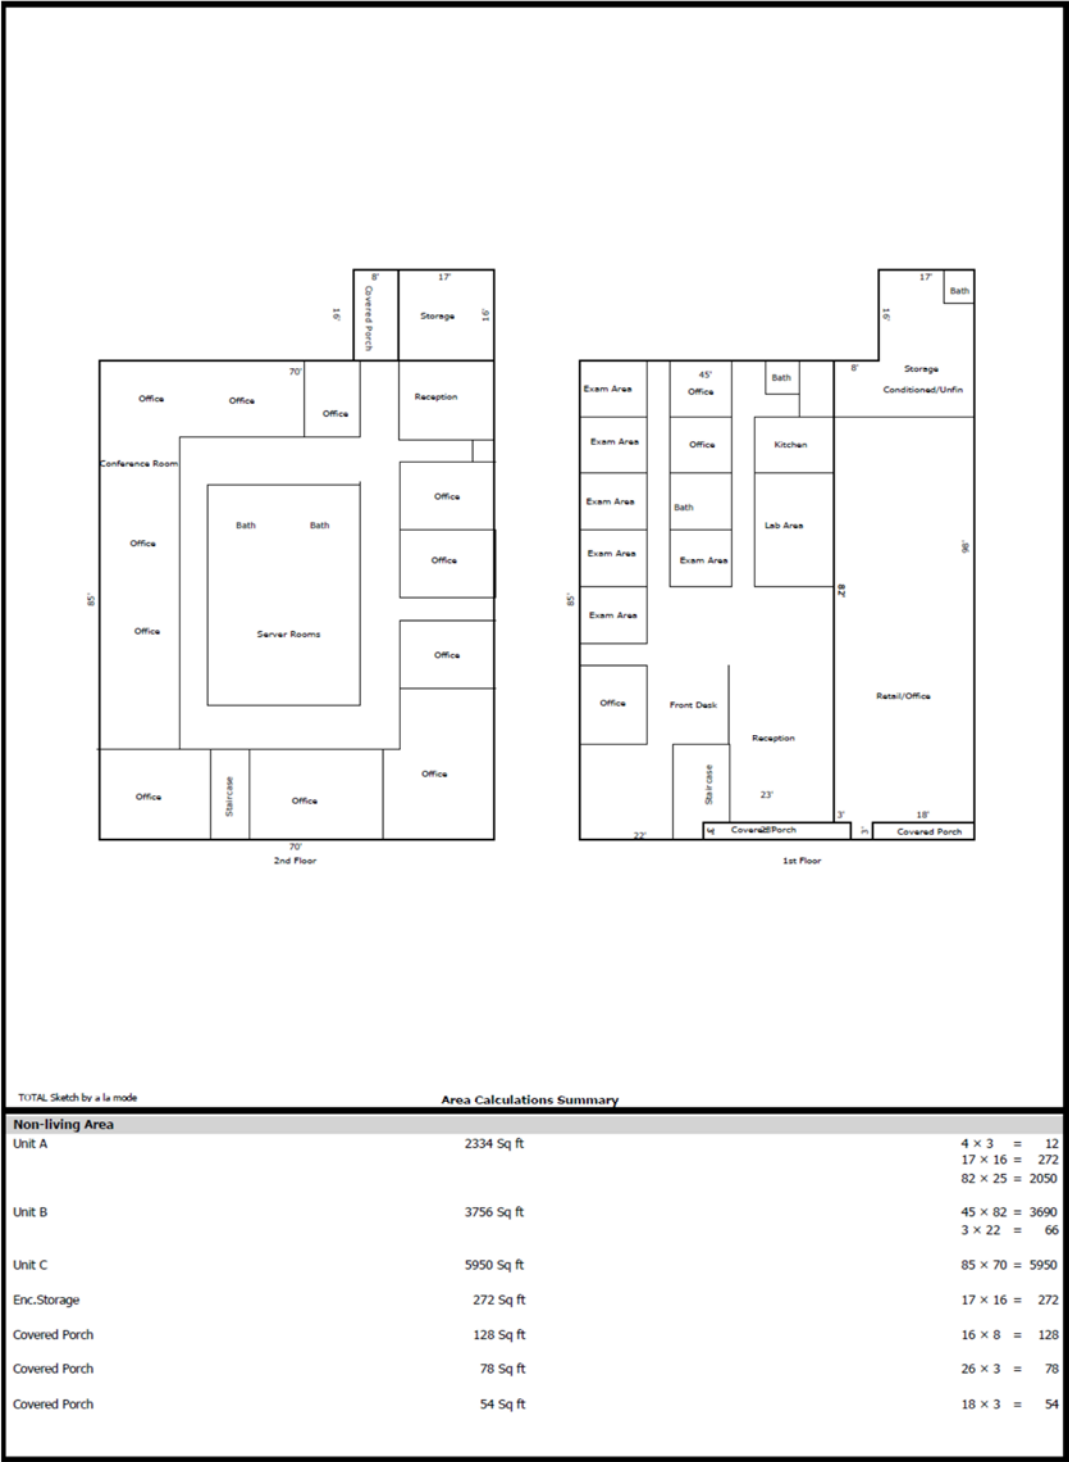 8' 17'
Covered Porch
16'
Storage
16'
70'
Office
Office
Office
Reception
Conference Room
Office
Bath Bath
Office
Office
85'
Office
Server Rooms
Office
Office
Office
Staircase
Office
70'
2nd Floor
17'
Bath
16'
8'
Storage
Conditioned/Unfin
45'
Exam Area
Office
Bath
Exam Area
Office
Kitchen
Exam Area
Bath
Lab Area
Exam Area
Exam Area
96'
85'
82'
Exam Area
Office
Front Desk
Retail/Office
Reception
Staircase
23'
3'
18'
22'
Covered Porch
3'
Covered Porch
1st Floor
TOTAL Sketch by a la mode
Area Calculations Summary
Non-living Area
Unit A 2334 Sq ft 4 × 3 = 12
17 × 16 = 272
82 × 25 = 2050
Unit B 3756 Sq ft 45 × 82 = 3690
3 × 22 = 66
Unit C 5950 Sq ft 85 × 70 = 5950
Enc.Storage 272 Sq ft 17 × 16 = 272
Covered Porch 128 Sq ft 16 × 8 = 128
Covered Porch 78 Sq ft 26 × 3 = 78
Covered Porch 54 Sq ft 18 × 3 = 54